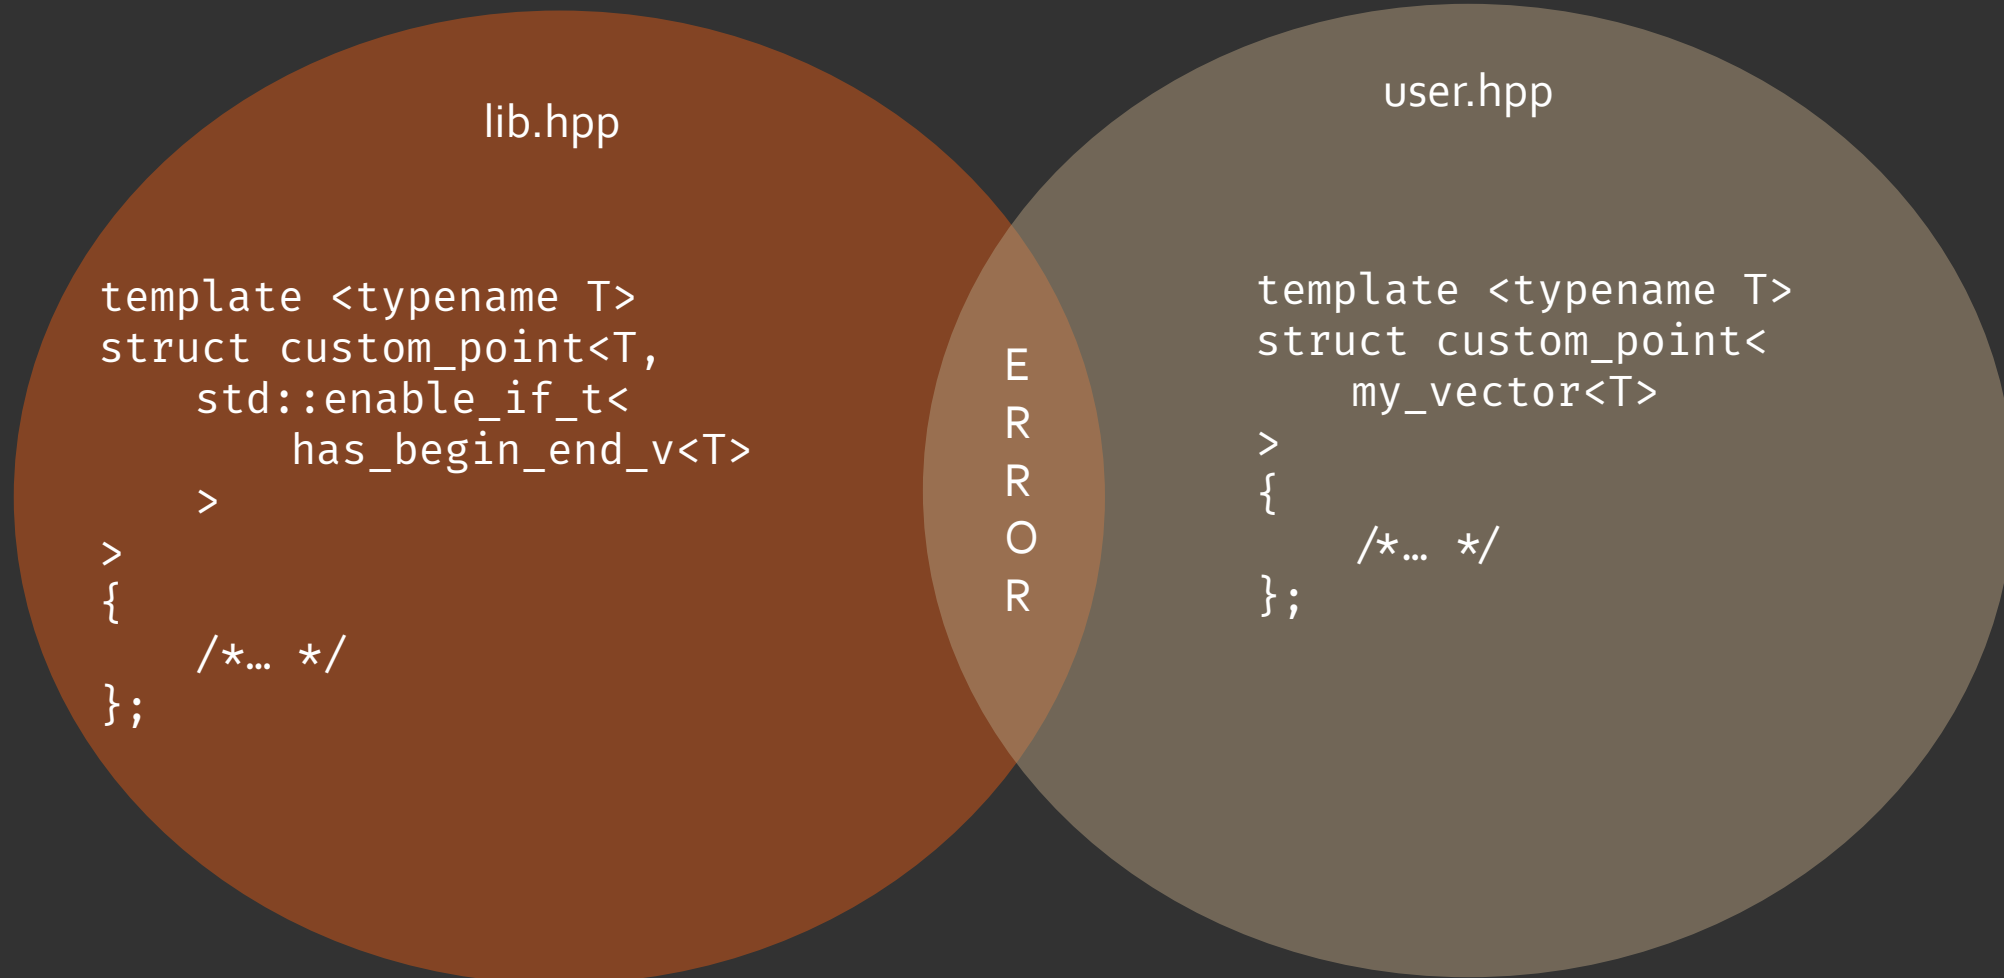 lib.hpp
template <typename T>
struct custom_point<T,
    std::enable_if_t<
        has_begin_end_v<T>
    >
>
{
    /*… */
};
E
R
R
O
R
user.hpp
template <typename T>
struct custom_point<
    my_vector<T>
>
{
    /*… */
};